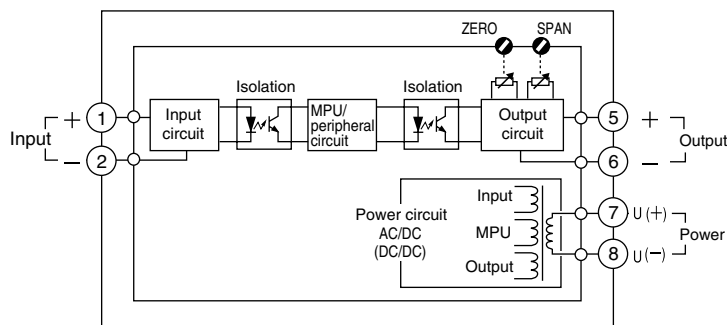 ZERO SPAN
Isolation Isolation
Input
+
−
1
2
Input
circuit
MPU/
peripheral
circuit
Output
circuit
5
6
+
−
Output
Power circuit
AC/DC
(DC/DC)
Input
MPU
Output
7
8
U(+)
U(−)
Power